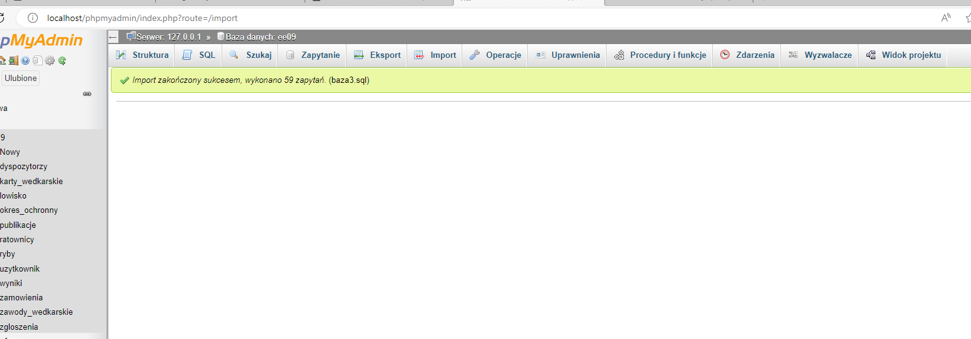 localhost/phpmyadmin/index.php?route=/import
pMyAdmin
Ulubione
wa
9
Nowy
dyspozytorzy
karty_wedkarskie
lowisko
okres_ochronny
publikacje
ratownicy
ryby
uzytkownik
wyniki
zamowienia
zawody_wedkarskie
zgloszenia
Serwer: 127.0.0.1 » Baza danych: ee09
Struktura SQL Szukaj Zapytanie Eksport Import Operacje Uprawnienia Procedury i funkcje Zdarzenia Wyzwalacze Widok projektu
Import zakończony sukcesem, wykonano 59 zapytań. (baza3.sql)